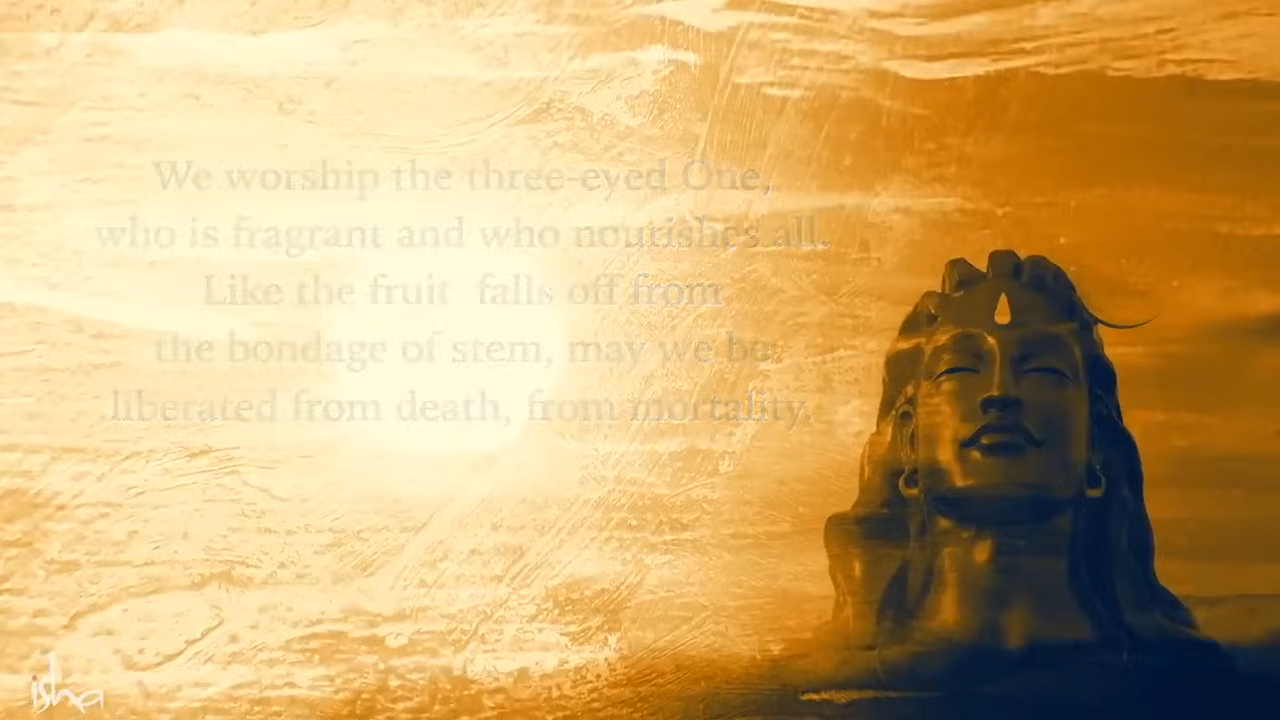 We worship the three-eyed One,
who is fragrant and who nourishes all.
Like the fruit falls off from
the bondage of stem, may we be
liberated from death, from mortality.
isha